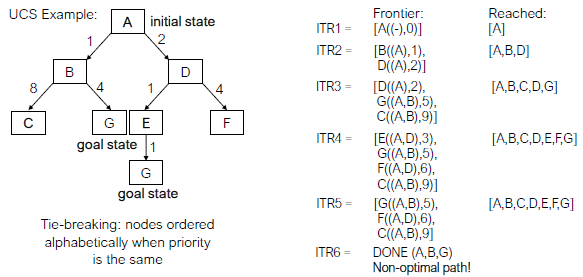 UCS Example:
A
initial state
1
2
B
D
8
4
1
4
C
G
E
F
goal state
1
G
goal state
Tie-breaking: nodes ordered
alphabetically when priority
is the same
Frontier:
Reached:
ITR1 = [A((-),0)] [A]
ITR2 = [B((A),1), [A,B,D]
D((A),2)]
ITR3 = [D((A),2), [A,B,C,D,G]
G((A,B),5),
C((A,B),9)]
ITR4 = [E((A,D),3), [A,B,C,D,E,F,G]
G((A,B),5),
F((A,D),6),
C((A,B),9)]
ITR5 = [G((A,B),5), [A,B,C,D,E,F,G]
F((A,D),6),
C((A,B),9]
ITR6 = DONE (A,B,G)
Non-optimal path!